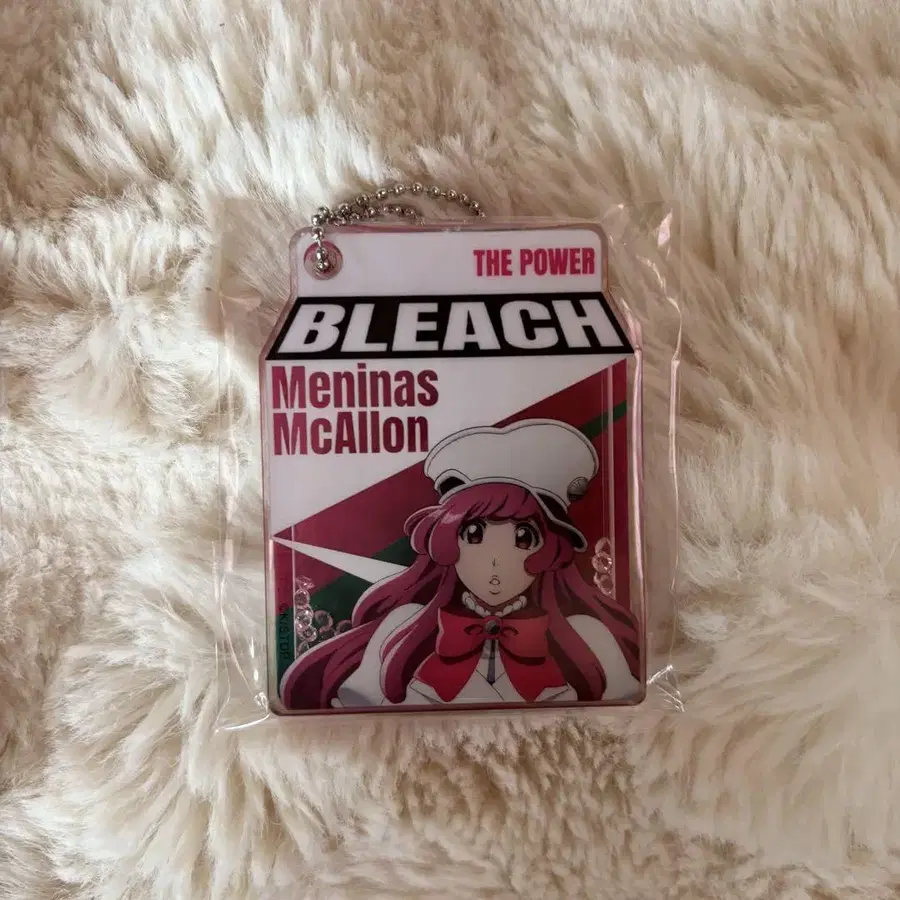 THE POWER
BLEACH
Meninas
McAllon